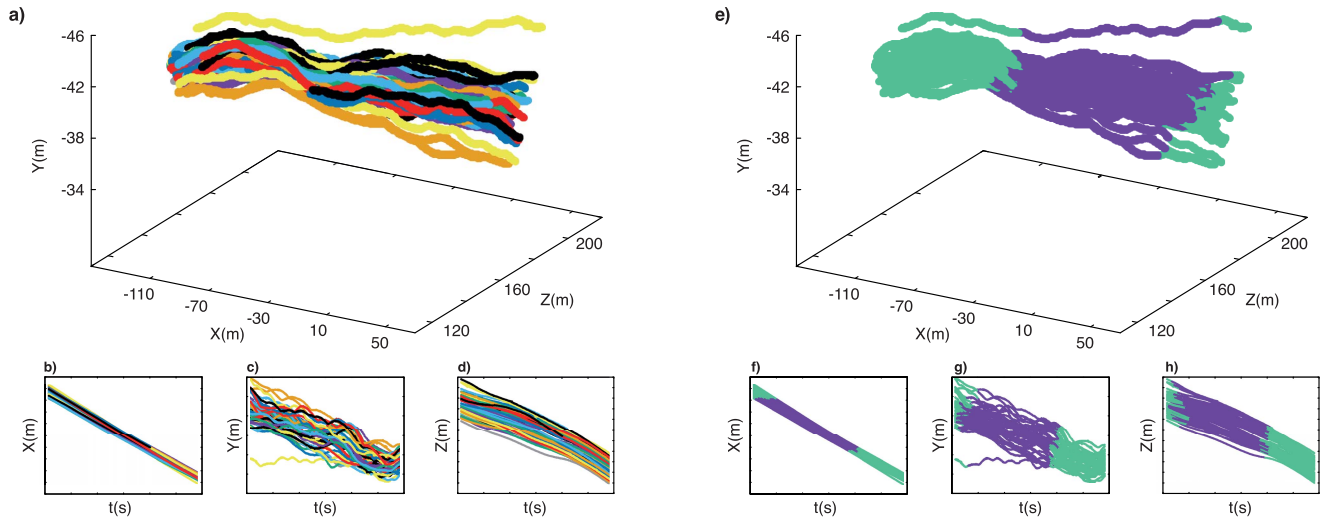 a)
-46
-42
-38
-34
Y(m)
-110
-70
-30
10
50
X(m)
120
160
200
Z(m)
b)
X(m)
t(s)
c)
Y(m)
t(s)
d)
Z(m)
t(s)
e)
-46
-42
-38
-34
Y(m)
-110
-70
-30
10
50
X(m)
120
160
200
Z(m)
f)
X(m)
t(s)
g)
Y(m)
t(s)
h)
Z(m)
t(s)